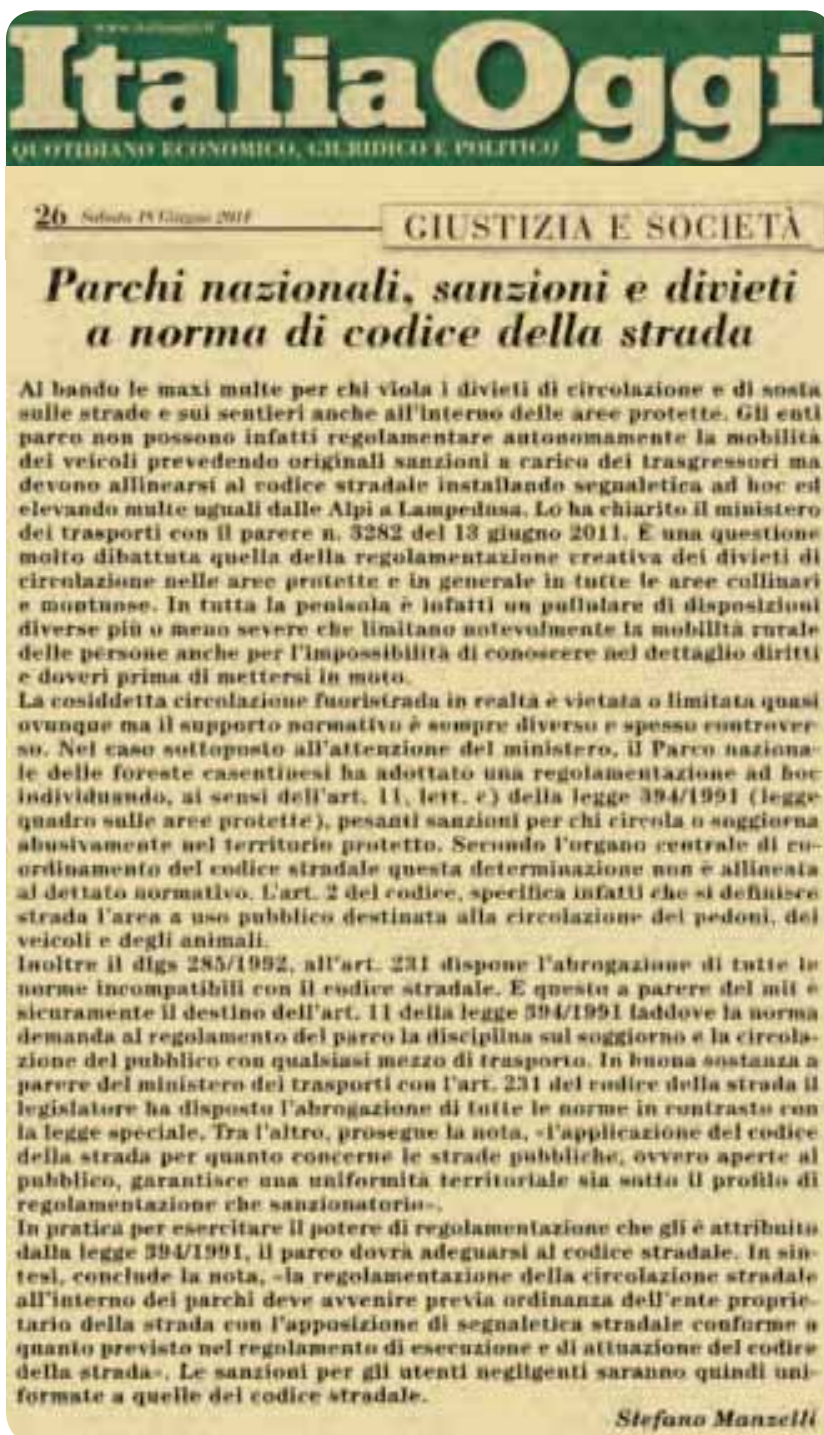 www.italiaoggi.it
ItaliaOggi
QUOTIDIANO ECONOMICO, GIURIDICO E POLITICO
26 Sabato 18 Giugno 2011
GIUSTIZIA E SOCIETÀ
Parchi nazionali, sanzioni e divieti
a norma di codice della strada
Al bando le maxi multe per chi viola i divieti di circolazione e di sosta
sulle strade e sui sentieri anche all'interno delle aree protette. Gli enti
parco non possono infatti regolamentare autonomamente la mobilità
dei veicoli prevedendo originali sanzioni a carico dei trasgressori ma
devono allinearsi al codice stradale installando segnaletica ad hoc ed
elevando multe uguali dalle Alpi a Lampedusa. Lo ha chiarito il ministero
dei trasporti con il parere n. 3282 del 13 giugno 2011. È una questione
molto dibattuta quella della regolamentazione creativa dei divieti di
circolazione nelle aree protette e in generale in tutte le aree collinari
e montuose. In tutta la penisola è infatti un pullulare di disposizioni
diverse più o meno severe che limitano notevolmente la mobilità rurale
delle persone anche per l'impossibilità di conoscere nel dettaglio diritti
e doveri prima di mettersi in moto.
La cosiddetta circolazione fuoristrada in realtà è vietata o limitata quasi
ovunque ma il supporto normativo è sempre diverso e spesso controver-
so. Nel caso sottoposto all'attenzione del ministero, il Parco naziona-
le delle foreste casentinesi ha adottato una regolamentazione ad hoc
individuando, ai sensi dell'art. 11, lett. c) della legge 394/1991 (legge
quadro sulle aree protette), pesanti sanzioni per chi circola o soggiorna
abusivamente nel territorio protetto. Secondo l'organo centrale di co-
ordinamento del codice stradale questa determinazione non è allineata
al dettato normativo. L'art. 2 del codice, specifica infatti che si definisce
strada l'area a uso pubblico destinata alla circolazione dei pedoni, dei
veicoli e degli animali.
Inoltre il dlgs 285/1992, all'art. 231 dispone l'abrogazione di tutte le
norme incompatibili con il codice stradale. E questo a parere del mit è
sicuramente il destino dell'art. 11 della legge 394/1991 laddove la norma
demanda al regolamento del parco la disciplina sul soggiorno e la circola-
zione del pubblico con qualsiasi mezzo di trasporto. In buona sostanza a
parere del ministero dei trasporti con l'art. 231 del codice della strada il
legislatore ha disposto l'abrogazione di tutte le norme in contrasto con
la legge speciale. Tra l'altro, prosegue la nota, «l'applicazione del codice
della strada per quanto concerne le strade pubbliche, ovvero aperte al
pubblico, garantisce una uniformità territoriale sia sotto il profilo di
regolamentazione che sanzionatorio».
In pratica per esercitare il potere di regolamentazione che gli è attribuito
dalla legge 394/1991, il parco dovrà adeguarsi al codice stradale. In sin-
tesi, conclude la nota, «la regolamentazione della circolazione stradale
all'interno dei parchi deve avvenire previa ordinanza dell'ente proprie-
tario della strada con l'apposizione di segnaletica stradale conforme a
quanto previsto nel regolamento di esecuzione e di attuazione del codice
della strada». Le sanzioni per gli utenti negligenti saranno quindi uni-
formate a quelle del codice stradale.
Stefano Manzelli